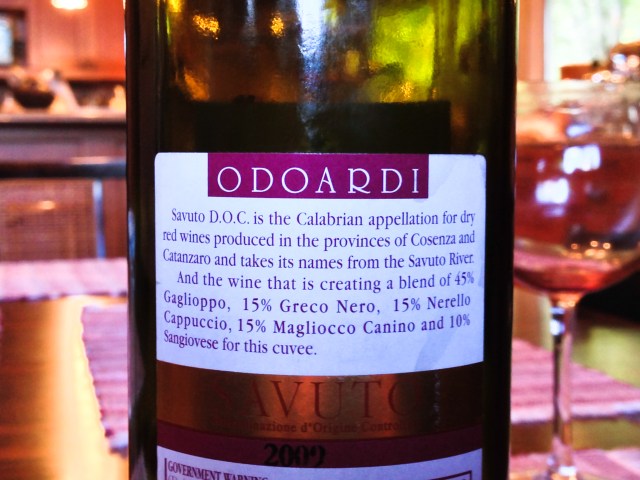 ODOARDI
Savuto D.O.C. is the Calabrian appellation for dry
red wines produced in the provinces of Cosenza and
Catanzaro and takes its names from the Savuto River.
And the wine that is creating a blend of 45%
Gaglioppo, 15% Greco Nero, 15% Nerello
Cappuccio, 15% Magliocco Canino and 10%
Sangiovese for this cuvee.
SAVUTO
2009
GOVERNMENT WARNING